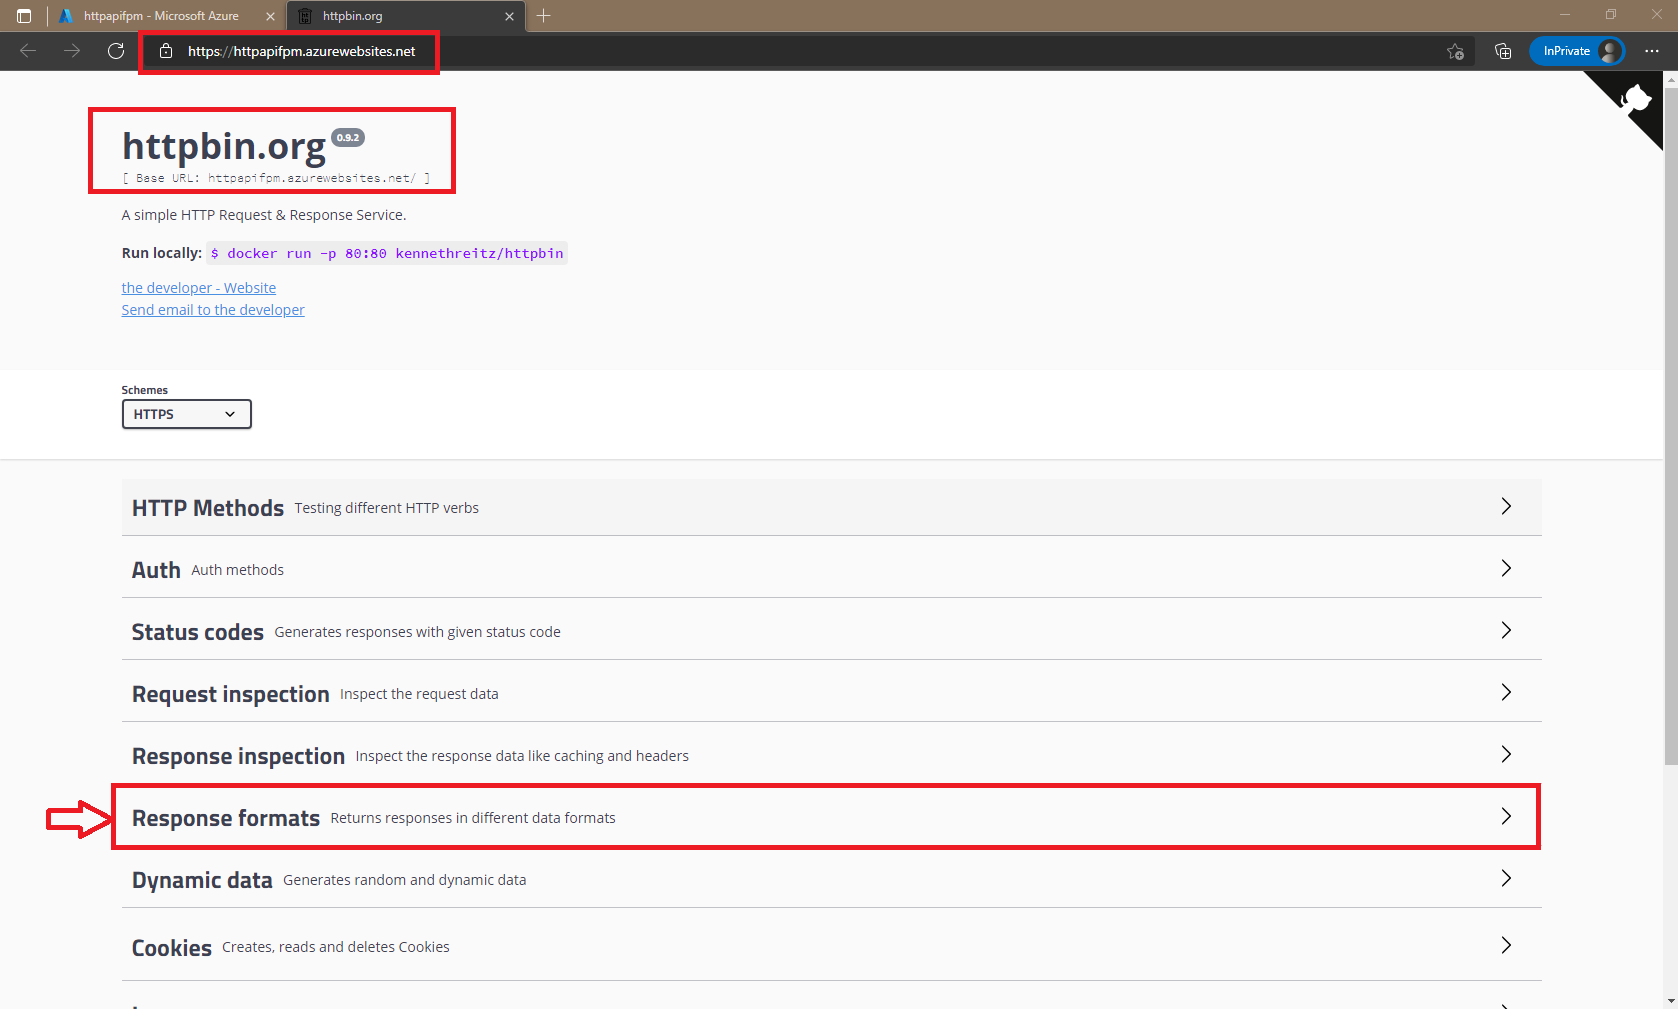 httpapifpm - Microsoft Azure
httpbin.org
https://httpapifpm.azurewebsites.net
InPrivate
httpbin.org 0.9.2
[ Base URL: httpapifpm.azurewebsites.net/ ]
A simple HTTP Request & Response Service.
Run locally: $ docker run -p 80:80 kennethreitz/httpbin
the developer - Website
Send email to the developer
Schemes
HTTPS
HTTP Methods Testing different HTTP verbs
Auth Auth methods
Status codes Generates responses with given status code
Request inspection Inspect the request data
Response inspection Inspect the response data like caching and headers
Response formats Returns responses in different data formats
Dynamic data Generates random and dynamic data
Cookies Creates, reads and deletes Cookies